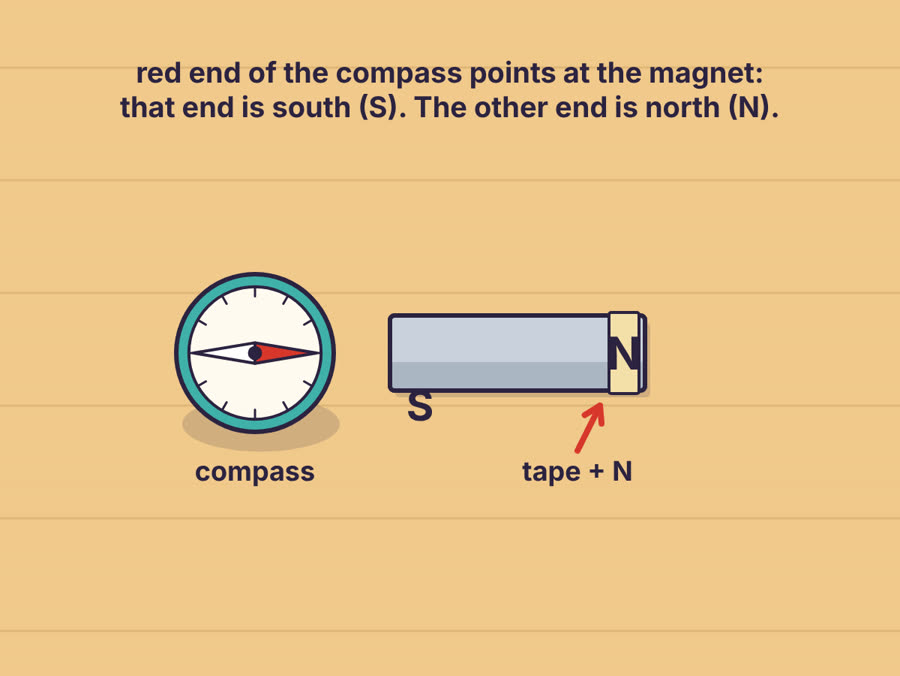 red end of the compass points at the magnet:
that end is south (S). The other end is north (N).
N
S
compass
tape + N